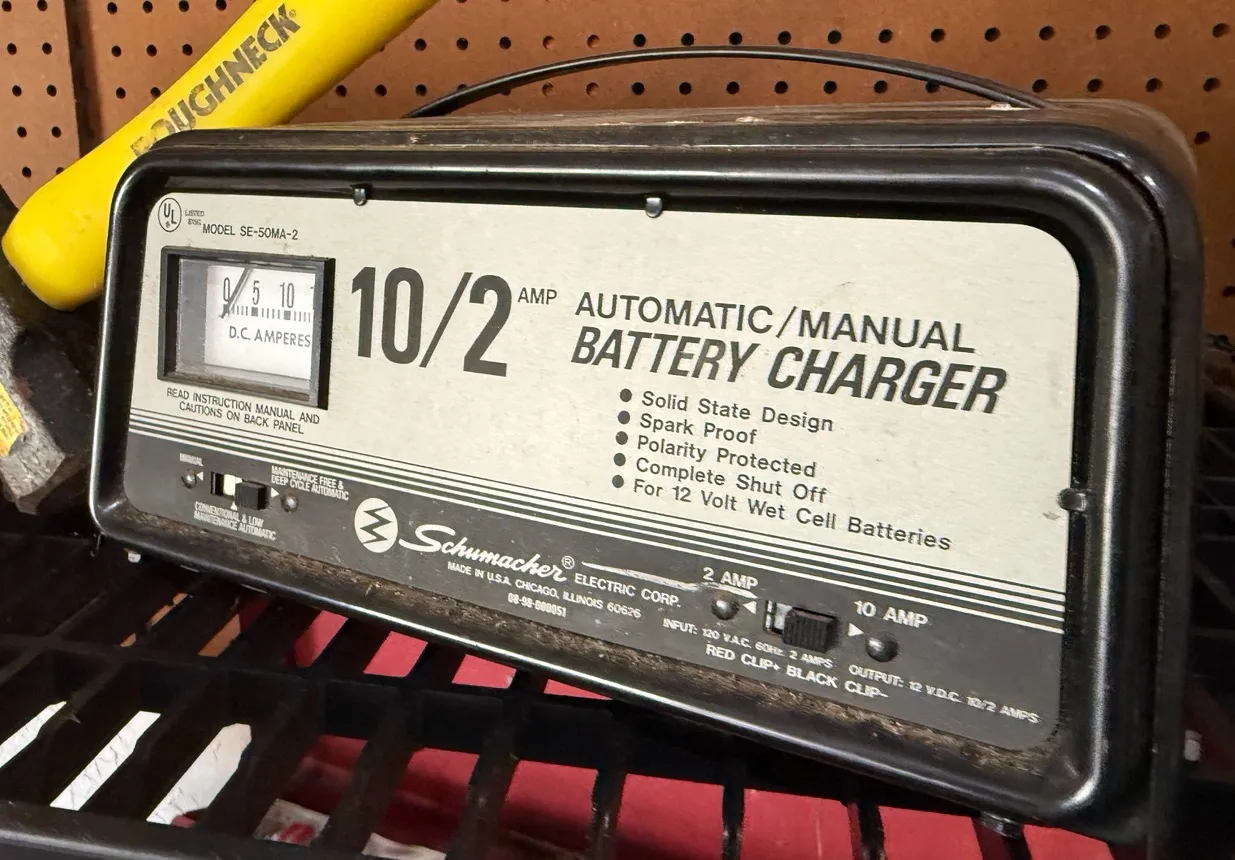 ROUGHNECK
UL
LISTED
MODEL SE-50MA-2
0 5 10
D.C. AMPERES
READ INSTRUCTION MANUAL AND
CAUTIONS ON BACK PANEL
10/2 AMP
AUTOMATIC/MANUAL
BATTERY CHARGER
● Solid State Design
● Spark Proof
● Polarity Protected
● Complete Shut Off
● For 12 Volt Wet Cell Batteries
MANUAL
MAINTENANCE FREE &
DEEP CYCLE AUTOMATIC
CONVENTIONAL & LOW
MAINTENANCE AUTOMATIC
Schumacher® ELECTRIC CORP.
MADE IN U.S.A. CHICAGO, ILLINOIS 60626
2 AMP
10 AMP
INPUT: 120 V.A.C. 60Hz. 2 AMPS
OUTPUT: 12 V.D.C. 10/2 AMPS
RED CLIP+ BLACK CLIP-